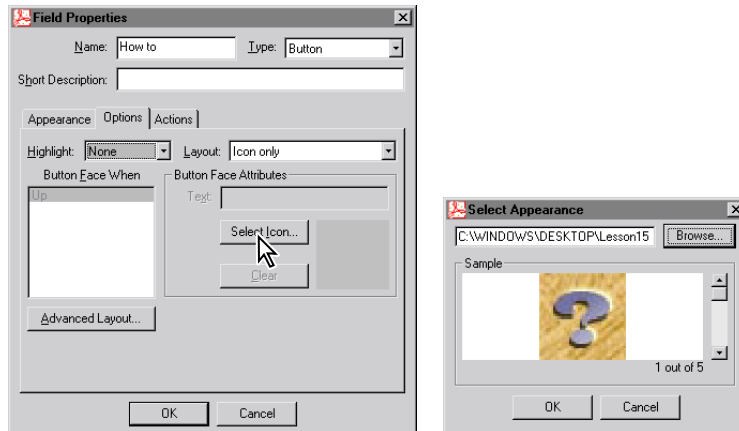 Field Properties
Name: How to Type: Button
Short Description:
Appearance Options Actions
Highlight: None Layout: Icon only
Button Face When
Up
Button Face Attributes
Text:
Select Icon...
Clear
Advanced Layout...
OK Cancel
Select Appearance
C:\WINDOWS\DESKTOP\Lesson15 Browse...
Sample
?
1 out of 5
OK Cancel